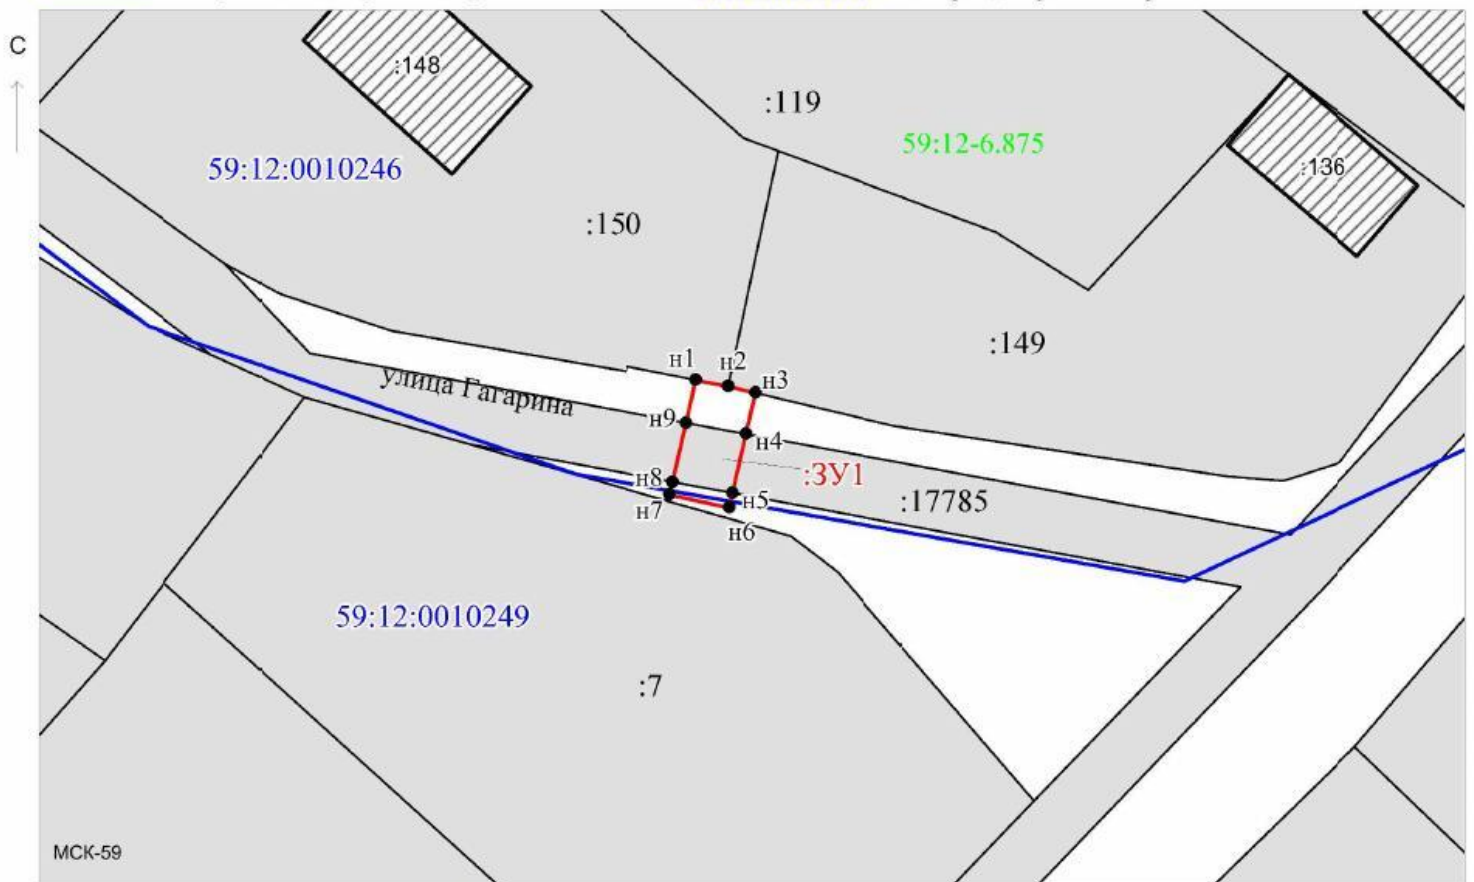 С
:148
:119
59:12-6.875
59:12:0010246
:136
:150
:149
н1
н2
н3
улица Гагарина
н9
н4
:ЗУ1
н8
н5
:17785
н7
н6
59:12:0010249
:7
МСК-59